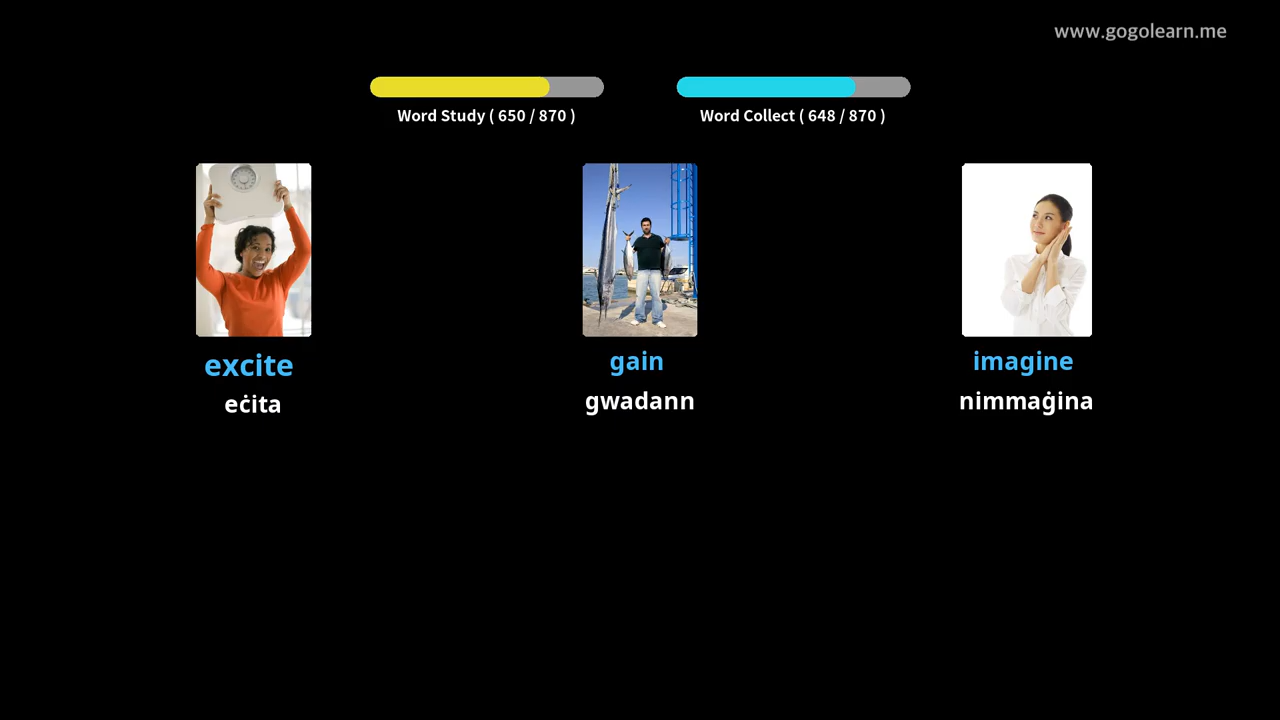 www.gogolearn.me
Word Study ( 650 / 870 )
Word Collect ( 648 / 870 )
excite
gain
imagine
eċita
gwadann
nimmaġina